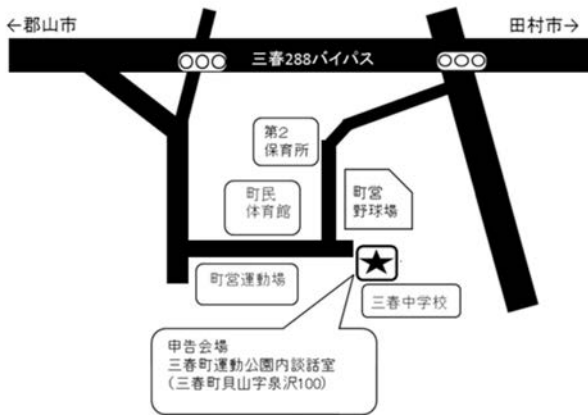 ←郡山市
田村市→
三春288バイパス
第2
保育所
町民
体育館
町営
野球場
町営運動場
三春中学校
申告会場
三春町運動公園内談話室
（三春町貝山字泉沢100）